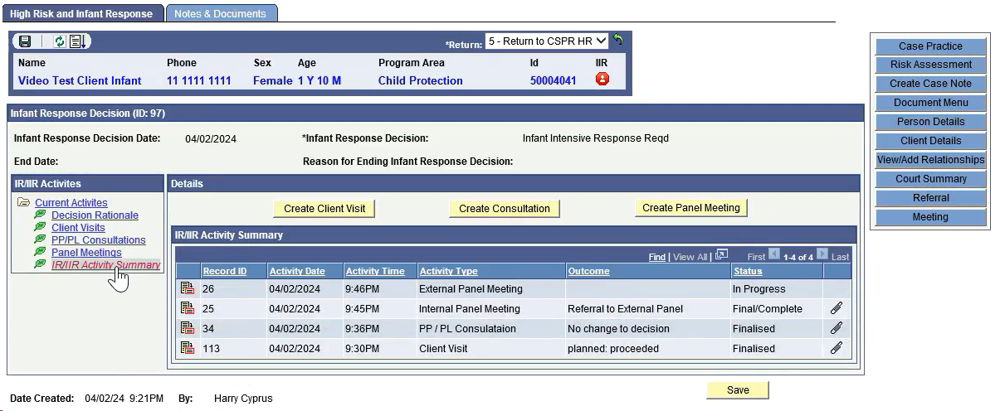 High Risk and Infant Response Notes & Documents
*Return: 5 - Return to CSPR HR
Name Phone Sex Age Program Area Id IIR
Video Test Client Infant 11 1111 1111 Female 1 Y 10 M Child Protection 50004041
Case Practice
Risk Assessment
Create Case Note
Document Menu
Person Details
Client Details
View/Add Relationships
Court Summary
Referral
Meeting
Infant Response Decision (ID: 97)
Infant Response Decision Date: 04/02/2024 *Infant Response Decision: Infant Intensive Response Reqd
End Date: Reason for Ending Infant Response Decision:
IR/IIR Activites
Current Activites
Decision Rationale
Client Visits
PP/PL Consultations
Panel Meetings
IR/IIR Activity Summary
Details
Create Client Visit Create Consultation Create Panel Meeting
IR/IIR Activity Summary
Find | View All | First 1-4 of 4 Last
Record ID Activity Date Activity Time Activity Type Outcome Status
26 04/02/2024 9:46PM External Panel Meeting In Progress
25 04/02/2024 9:45PM Internal Panel Meeting Referral to External Panel Final/Complete
34 04/02/2024 9:36PM PP / PL Consulataion No change to decision Finalised
113 04/02/2024 9:30PM Client Visit planned: proceeded Finalised
Save
Date Created: 04/02/24 9:21PM By: Harry Cyprus